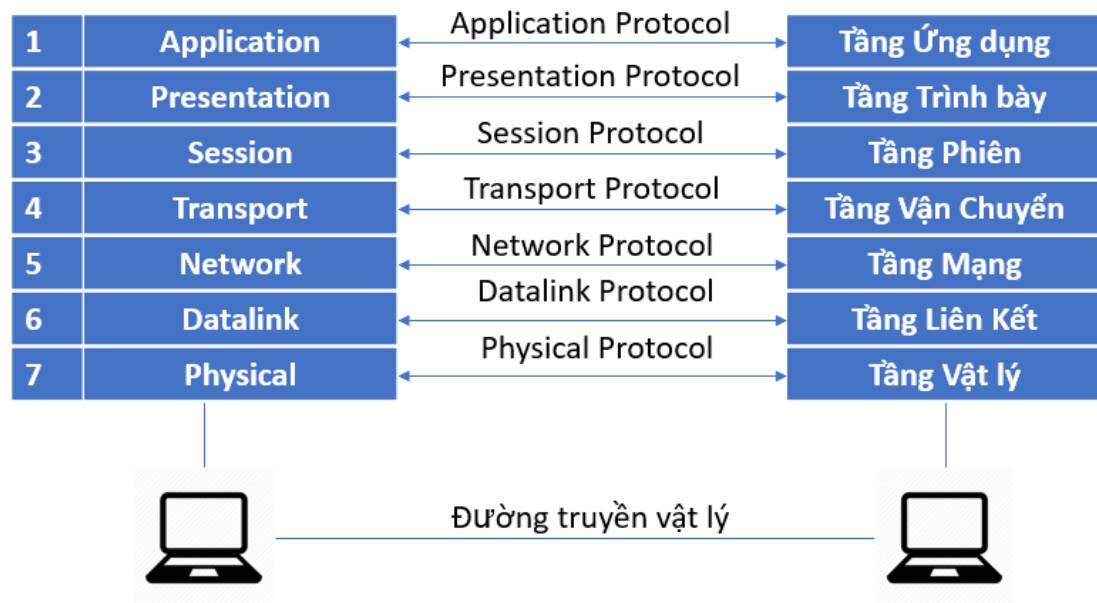 1 Application Application Protocol Tầng Ứng dụng
2 Presentation Presentation Protocol Tầng Trình bày
3 Session Session Protocol Tầng Phiên
4 Transport Transport Protocol Tầng Vận Chuyển
5 Network Network Protocol Tầng Mạng
6 Datalink Datalink Protocol Tầng Liên Kết
7 Physical Physical Protocol Tầng Vật lý
Đường truyền vật lý